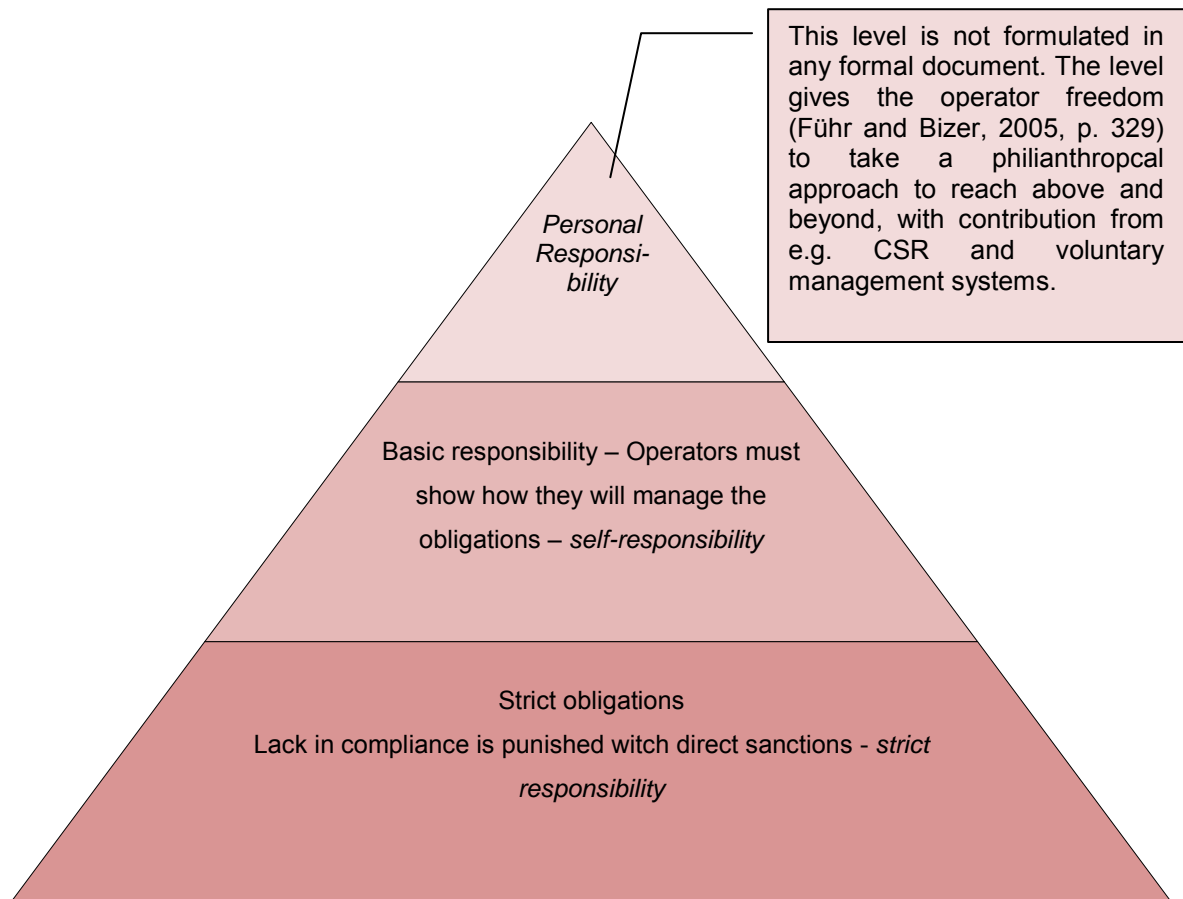 This level is not formulated in
any formal document. The level
gives the operator freedom
(Führ and Bizer, 2005, p. 329)
to take a philianthropcal
approach to reach above and
beyond, with contribution from
e.g. CSR and voluntary
management systems.
Personal
Responsi-
bility
Basic responsibility – Operators must
show how they will manage the
obligations – self-responsibility
Strict obligations
Lack in compliance is punished witch direct sanctions - strict
responsibility